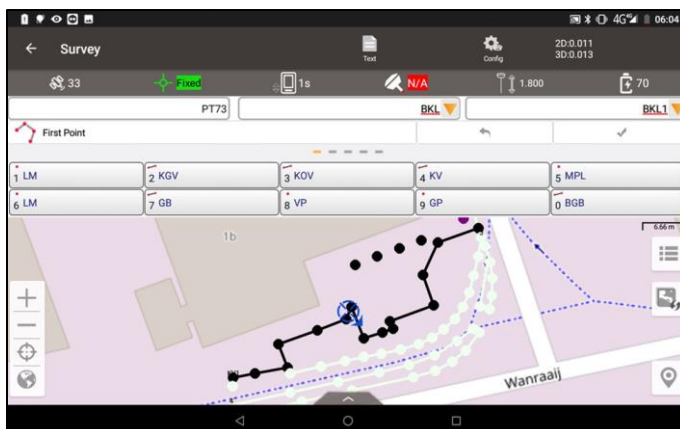 4G 06:04
Survey Text Config 2D:0.011
3D:0.013
33 Fixed 1s N/A 1.800 70
PT73 BKL BKL1
First Point
1 LM 2 KGV 3 KOV 4 KV 5 MPL
6 LM 7 GB 8 VP 9 GP 0 BGB
6.66 m
1b
Wanraaij